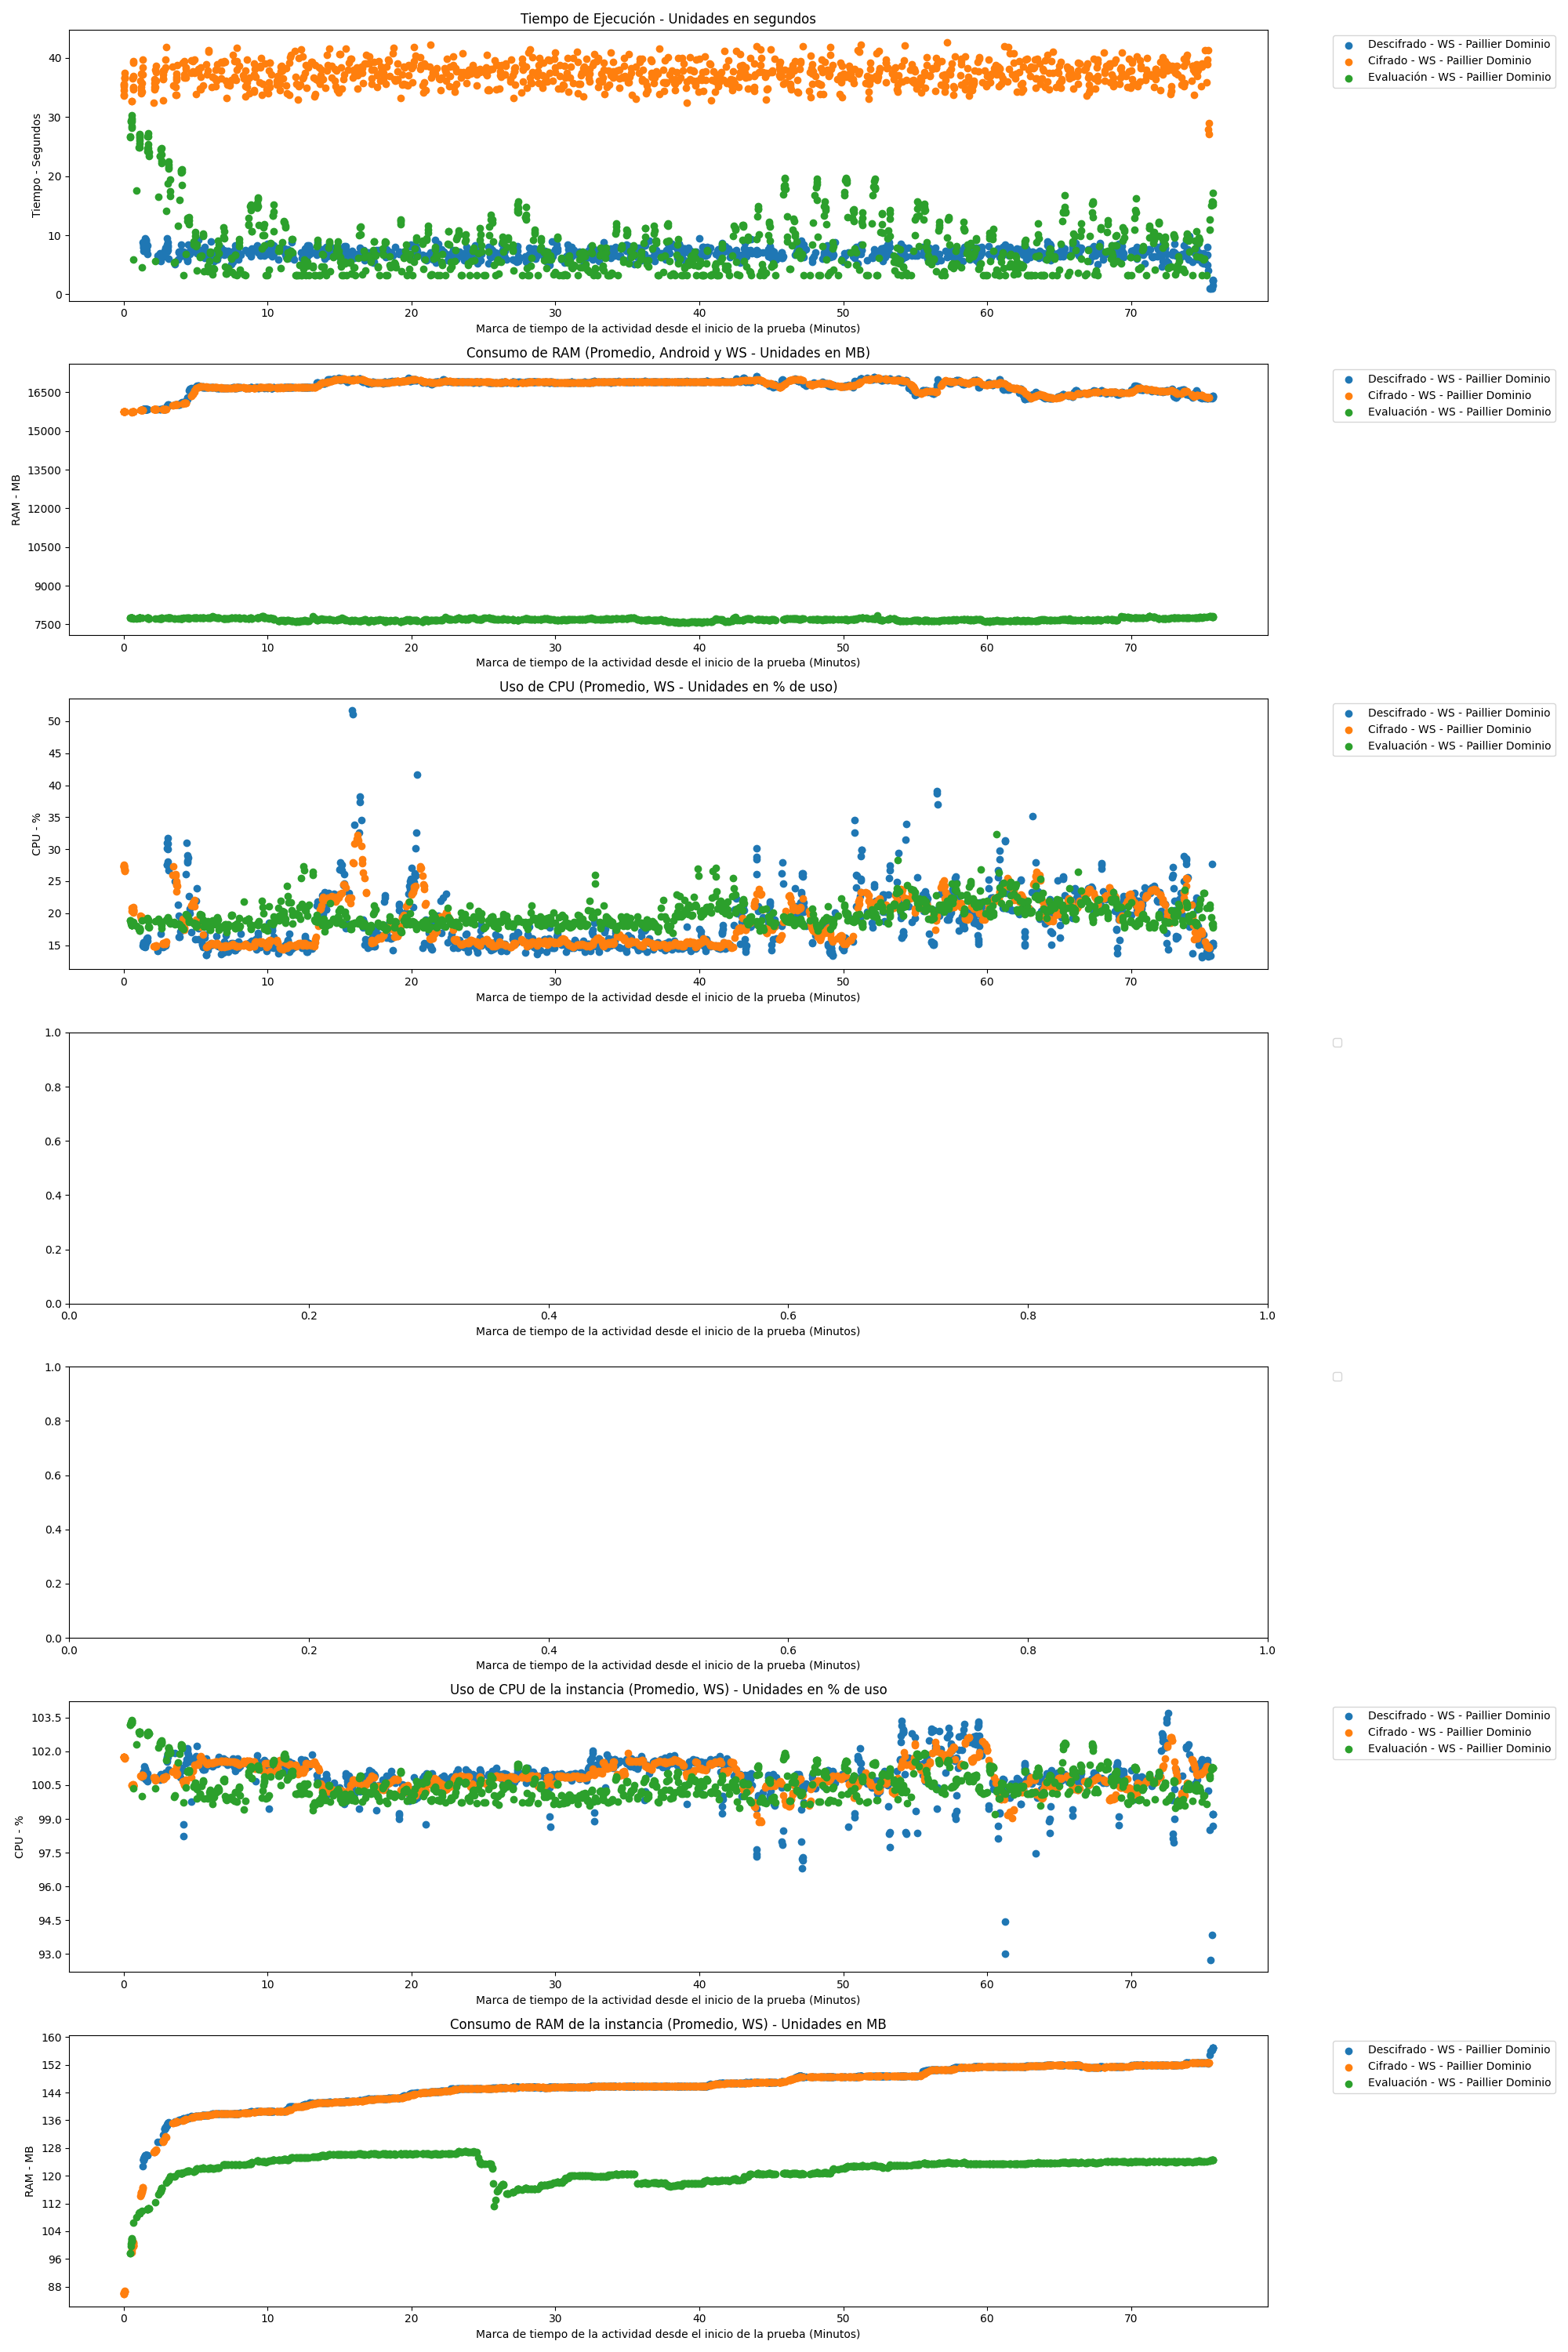 Tiempo de Ejecución - Unidades en segundos
Tiempo - Segundos
40
30
20
10
0
0 10 20 30 40 50 60 70
Marca de tiempo de la actividad desde el inicio de la prueba (Minutos)
Descifrado - WS - Paillier Dominio
Cifrado - WS - Paillier Dominio
Evaluación - WS - Paillier Dominio
Consumo de RAM (Promedio, Android y WS - Unidades en MB)
RAM - MB
16500
15000
13500
12000
10500
9000
7500
0 10 20 30 40 50 60 70
Marca de tiempo de la actividad desde el inicio de la prueba (Minutos)
Descifrado - WS - Paillier Dominio
Cifrado - WS - Paillier Dominio
Evaluación - WS - Paillier Dominio
Uso de CPU (Promedio, WS - Unidades en % de uso)
CPU - %
50
45
40
35
30
25
20
15
0 10 20 30 40 50 60 70
Marca de tiempo de la actividad desde el inicio de la prueba (Minutos)
Descifrado - WS - Paillier Dominio
Cifrado - WS - Paillier Dominio
Evaluación - WS - Paillier Dominio
1.0
0.8
0.6
0.4
0.2
0.0
0.0 0.2 0.4 0.6 0.8 1.0
Marca de tiempo de la actividad desde el inicio de la prueba (Minutos)
1.0
0.8
0.6
0.4
0.2
0.0
0.0 0.2 0.4 0.6 0.8 1.0
Marca de tiempo de la actividad desde el inicio de la prueba (Minutos)
Uso de CPU de la instancia (Promedio, WS) - Unidades en % de uso
CPU - %
103.5
102.0
100.5
99.0
97.5
96.0
94.5
93.0
0 10 20 30 40 50 60 70
Marca de tiempo de la actividad desde el inicio de la prueba (Minutos)
Descifrado - WS - Paillier Dominio
Cifrado - WS - Paillier Dominio
Evaluación - WS - Paillier Dominio
Consumo de RAM de la instancia (Promedio, WS) - Unidades en MB
RAM - MB
160
152
144
136
128
120
112
104
96
88
0 10 20 30 40 50 60 70
Marca de tiempo de la actividad desde el inicio de la prueba (Minutos)
Descifrado - WS - Paillier Dominio
Cifrado - WS - Paillier Dominio
Evaluación - WS - Paillier Dominio